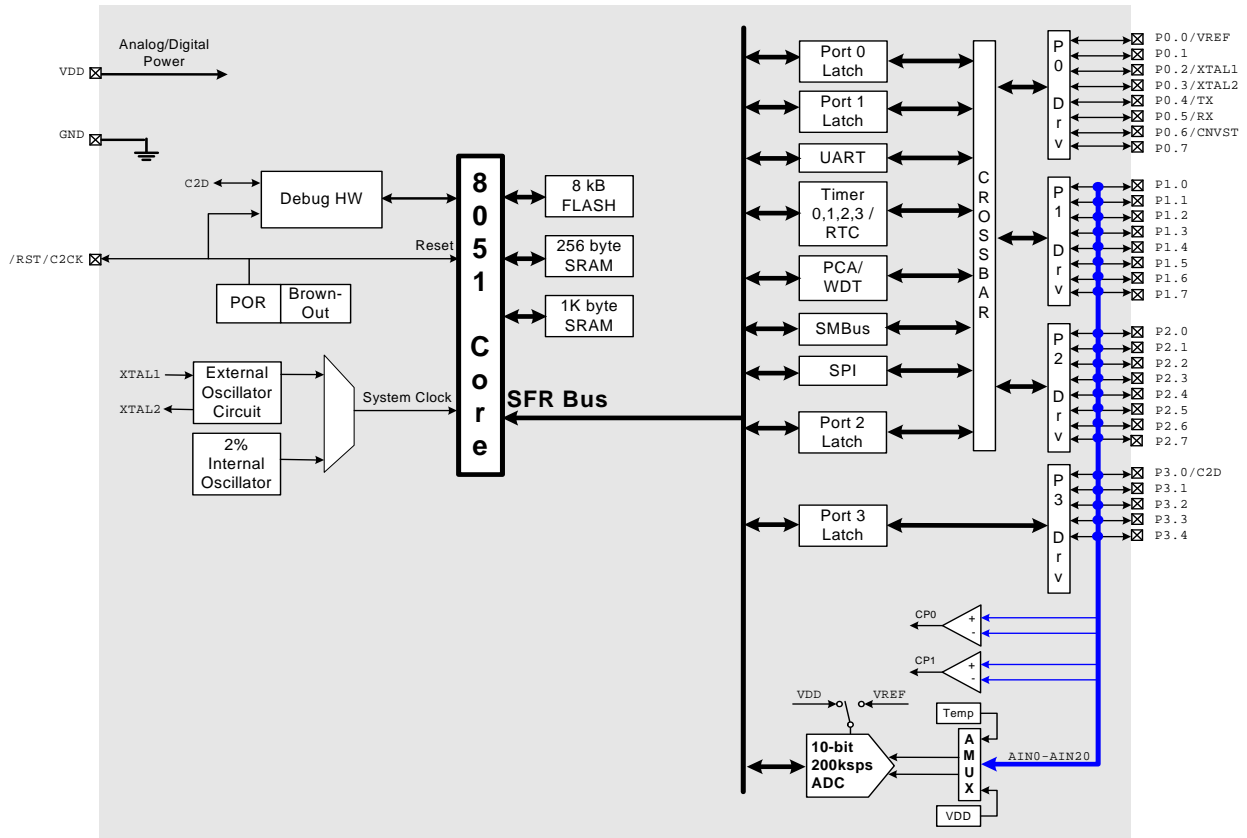 Analog/Digital
Power
VDD
GND
C2D
Debug HW
/RST/C2CK
Reset
POR
Brown-
Out
XTAL1
XTAL2
External
Oscillator
Circuit
2%
Internal
Oscillator
System Clock
8
0
5
1
C
o
r
e
8 kB
FLASH
256 byte
SRAM
1K byte
SRAM
SFR Bus
Port 0
Latch
Port 1
Latch
UART
Timer
0,1,2,3 /
RTC
PCA/
WDT
SMBus
SPI
Port 2
Latch
Port 3
Latch
C
R
O
S
S
B
A
R
P
0
D
r
v
P0.0/VREF
P0.1
P0.2/XTAL1
P0.3/XTAL2
P0.4/TX
P0.5/RX
P0.6/CNVST
P0.7
P
1
D
r
v
P1.0
P1.1
P1.2
P1.3
P1.4
P1.5
P1.6
P1.7
P
2
D
r
v
P2.0
P2.1
P2.2
P2.3
P2.4
P2.5
P2.6
P2.7
P
3
D
r
v
P3.0/C2D
P3.1
P3.2
P3.3
P3.4
CP0
+
-
CP1
+
-
VDD
VREF
10-bit
200ksps
ADC
Temp
A
M
U
X
VDD
AIN0-AIN20